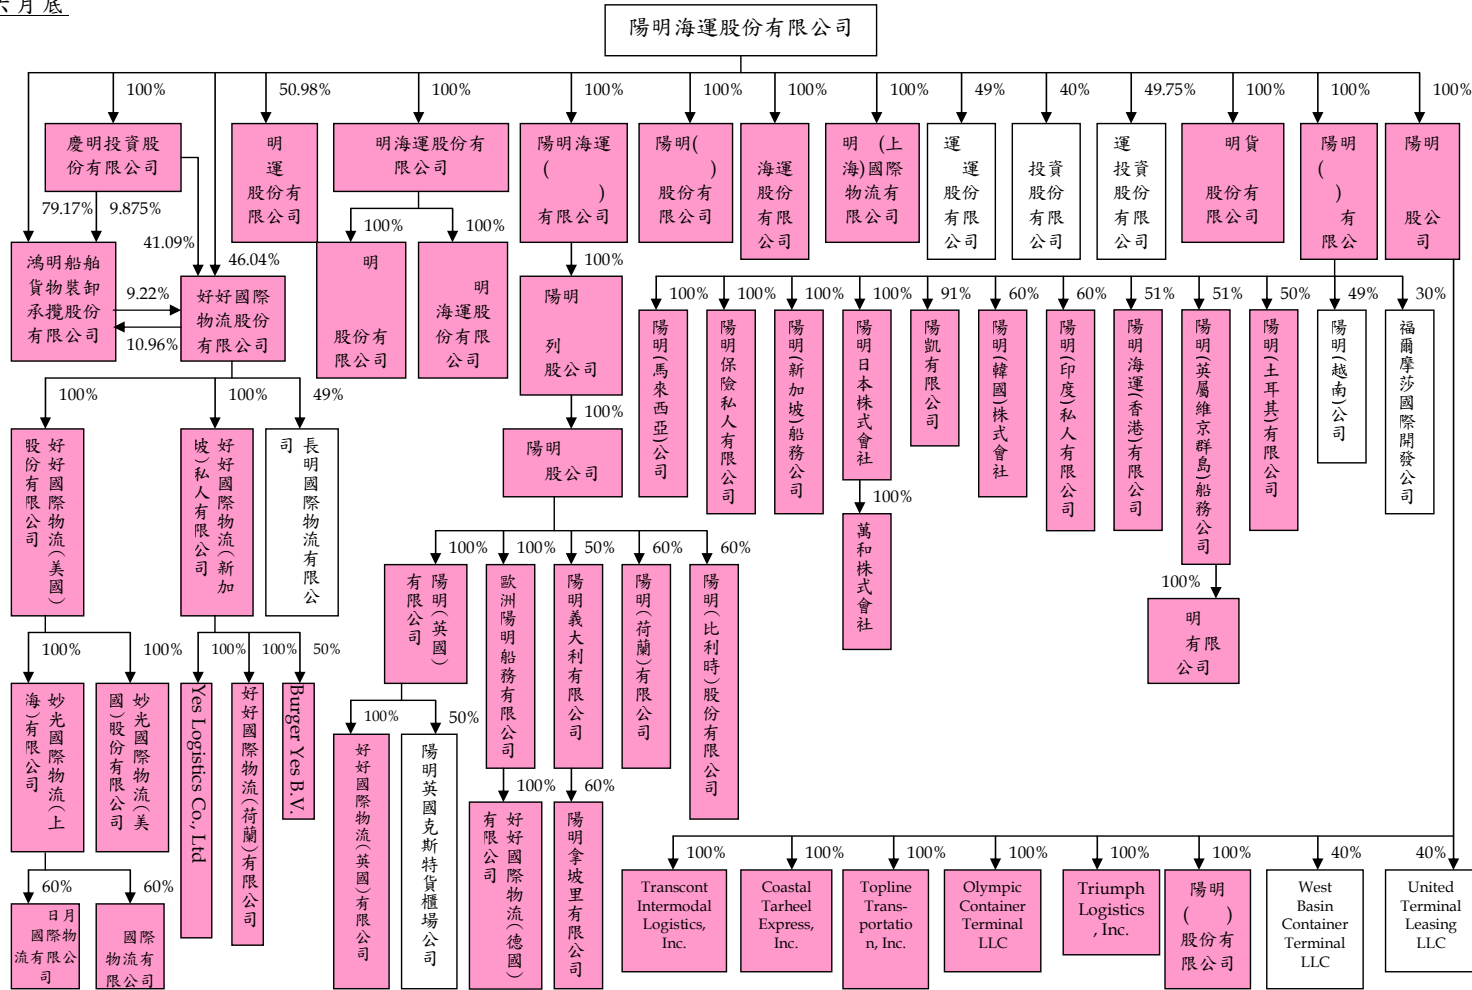 六月底
陽明海運股份有限公司
100%
50.98%
100%
100%
100%
100%
100%
49%
40%
49.75%
100%
100%
100%
慶明投資股
份有限公司
明
運
股份有
限公司
明海運股份有
限公司
陽明海運
(
)
有限公司
陽明(
)
股份有
限公司
海運
股份
有限
公司
明 (上
海)國際
物流有
限公司
運
運
股份
有限
公司
投資
股份
有限
公司
運
投資
股份
有限
公司
明貨
股份有
限公司
陽明
(
) 有
限公
陽明
股公
司
79.17%
9.875%
41.09%
46.04%
鴻明船舶
貨物裝卸
承攬股份
有限公司
9.22%
10.96%
好好國際
物流股份
有限公司
100%
100%
明
股份有
限公司
明
海運股
份有限
公司
100%
陽明
列
股公司
100%
陽明
股公司
100%
100%
100%
100%
91%
60%
60%
51%
51%
50%
49%
30%
陽明(馬來西亞)公司
陽明保險私人有限公司
陽明(新加坡)船務公司
陽明日本株式會社
陽凱有限公司
陽明(韓國)株式會社
陽明(印度)私人有限公司
陽明海運(香港)有限公司
陽明(英屬維京群島)船務公司
陽明(土耳其)有限公司
陽明(越南)公司
福爾摩莎國際開發公司
100%
萬和株式會社
100%
明
有限
公司
100%
100%
49%
好好國際物流(美國)
股份有限公司
好好國際物流(新加
坡)私人有限公司
長明國際物流有限公
司
100%
100%
100%
100%
50%
妙光國際物流(上
海)有限公司
妙光國際物流(美
國)股份有限公司
Yes Logistics Co., Ltd
好好國際物流(荷蘭)有限公司
Burger Yes B.V.
60%
60%
日月
國際物
流有限公
司
國際
物流有
限公司
100%
100%
50%
60%
60%
陽明(英國)
有限公司
歐洲陽明船務有限公司
陽明義大利有限公司
陽明(荷蘭)有限公司
陽明(比利時)股份有限公司
100%
50%
好好國際物流(英國)有限公司
陽明英國克斯特貨櫃場公司
100%
60%
好好國際物流(德國)
有限公司
陽明拿坡里有限公司
100%
100%
100%
100%
100%
100%
40%
40%
Transcont
Intermodal
Logistics,
Inc.
Coastal
Tarheel
Express,
Inc.
Topline
Trans-
portatio
n, Inc.
Olympic
Container
Terminal
LLC
Triumph
Logistics
, Inc.
陽明
( )
股份有
限公司
West
Basin
Container
Terminal
LLC
United
Terminal
Leasing
LLC